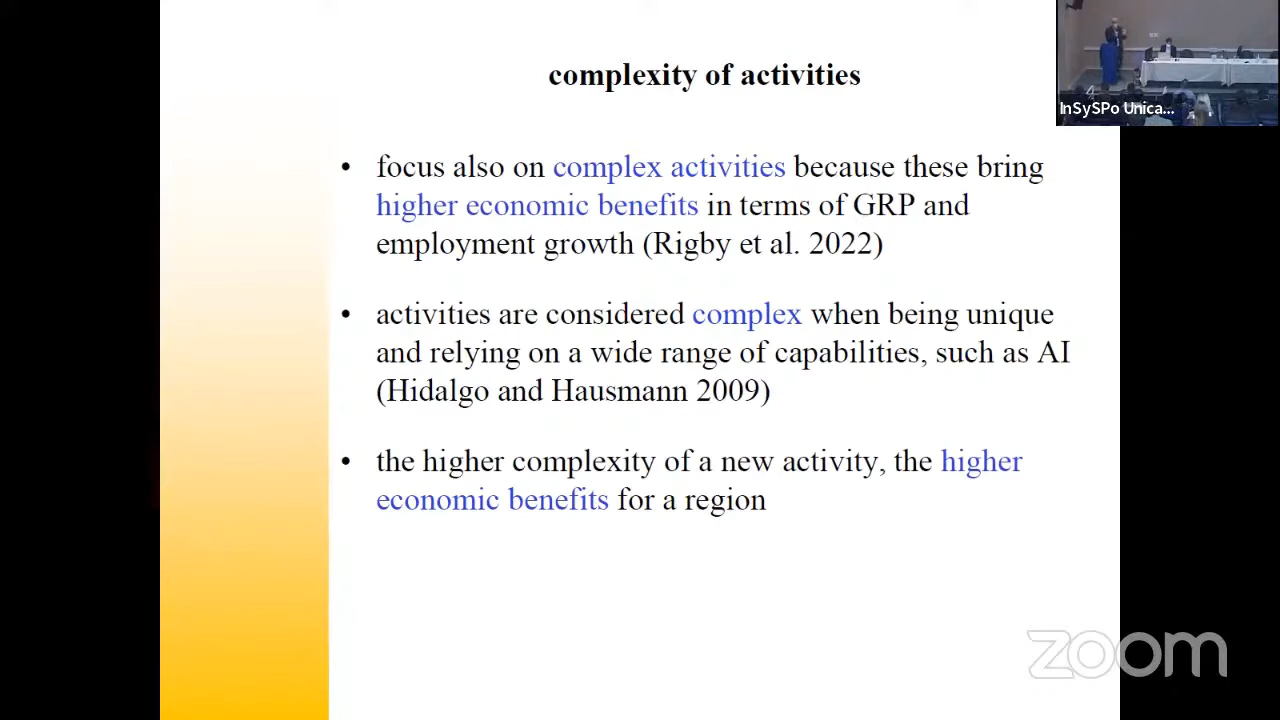 complexity of activities
InSySPo Unica...
• focus also on complex activities because these bring
higher economic benefits in terms of GRP and
employment growth (Rigby et al. 2022)
• activities are considered complex when being unique
and relying on a wide range of capabilities, such as AI
(Hidalgo and Hausmann 2009)
• the higher complexity of a new activity, the higher
economic benefits for a region
zoom